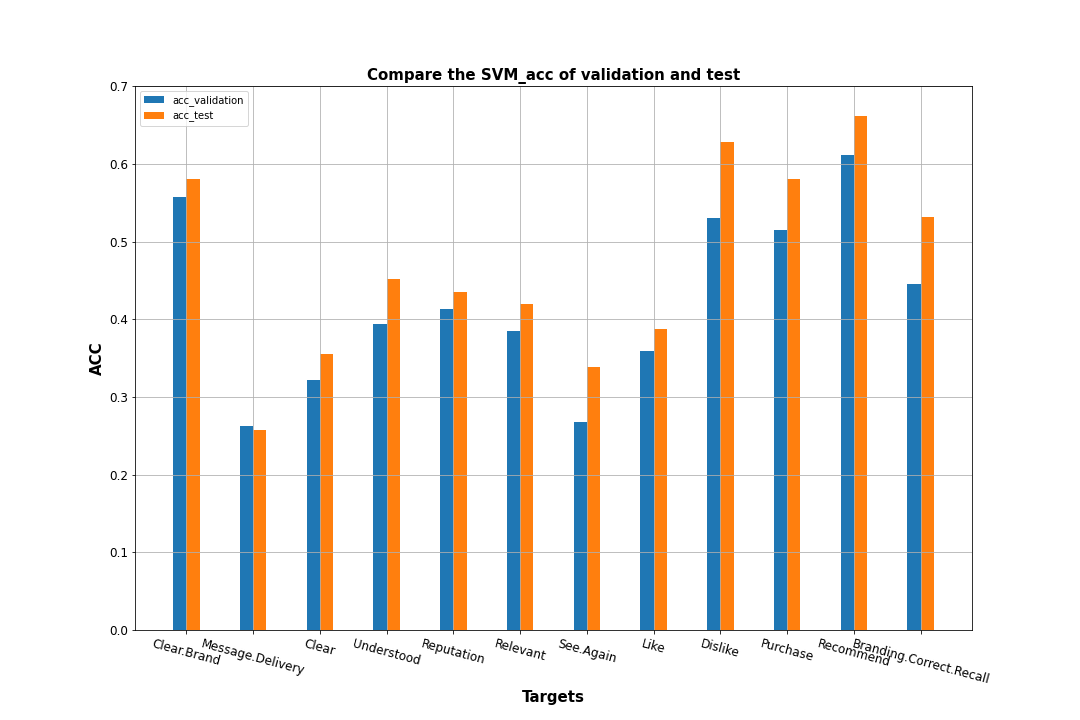 Compare the SVM_acc of validation and test
acc_validation
acc_test
ACC
0.7
0.6
0.5
0.4
0.3
0.2
0.1
0.0
Clear.Brand
Message.Delivery
Clear
Understood
Reputation
Relevant
See.Again
Like
Dislike
Purchase
Recommend
Branding.Correct.Recall
Targets